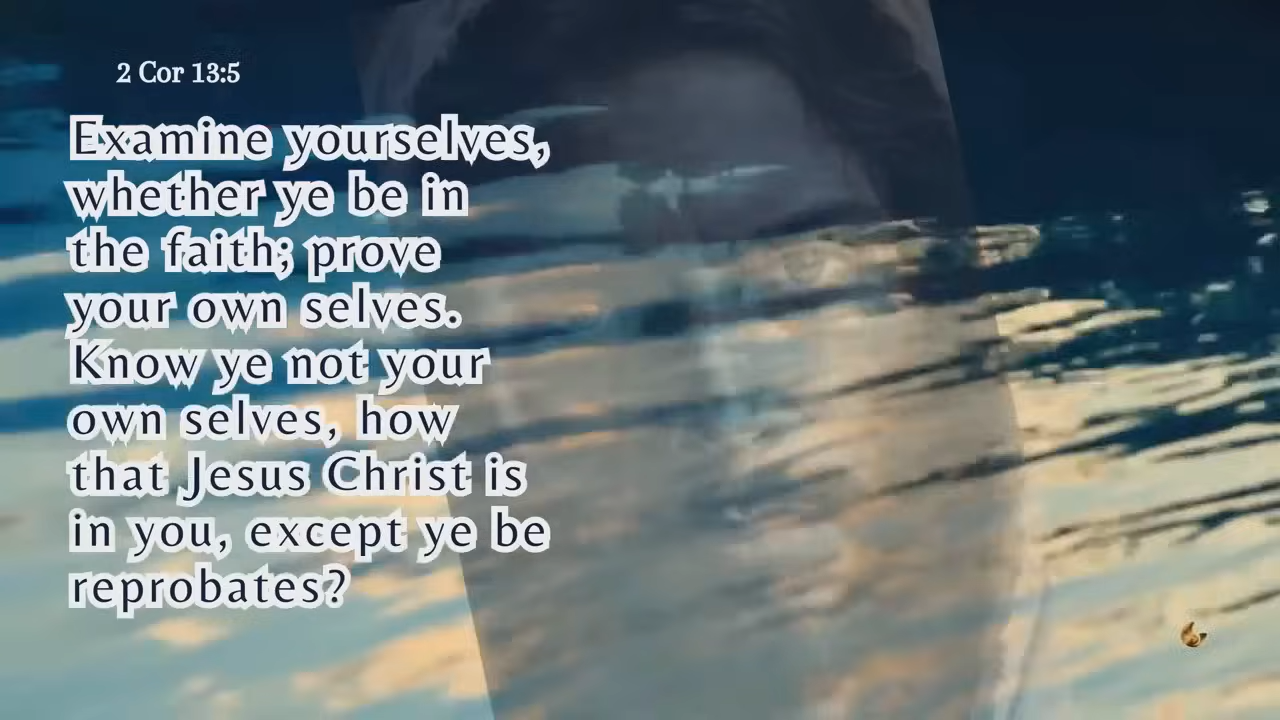 2 Cor 13:5
Examine yourselves,
whether ye be in
the faith; prove
your own selves.
Know ye not your
own selves, how
that Jesus Christ is
in you, except ye be
reprobates?